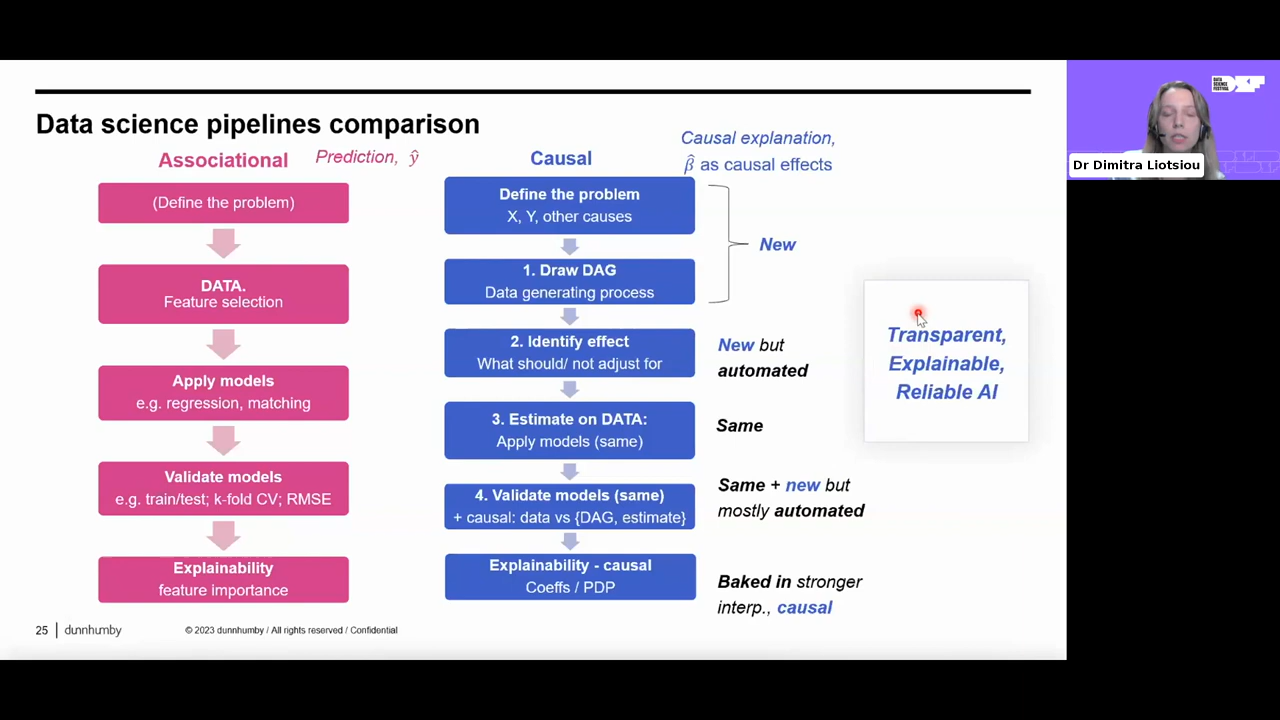 Data science pipelines comparison
Associational
Prediction, ŷ
(Define the problem)
DATA.
Feature selection
Apply models
e.g. regression, matching
Validate models
e.g. train/test; k-fold CV; RMSE
Explainability
feature importance
Causal
Causal explanation,
β̂ as causal effects
Define the problem
X, Y, other causes
1. Draw DAG
Data generating process
New
2. Identify effect
What should/ not adjust for
New but
automated
3. Estimate on DATA:
Apply models (same)
Same
4. Validate models (same)
+ causal: data vs {DAG, estimate}
Same + new but
mostly automated
Explainability - causal
Coeffs / PDP
Baked in stronger
interp., causal
Transparent,
Explainable,
Reliable AI
25 | dunnhumby
© 2023 dunnhumby / All rights reserved / Confidential
DATA
SCIENCE
FESTIVAL
DSF
Dr Dimitra Liotsiou